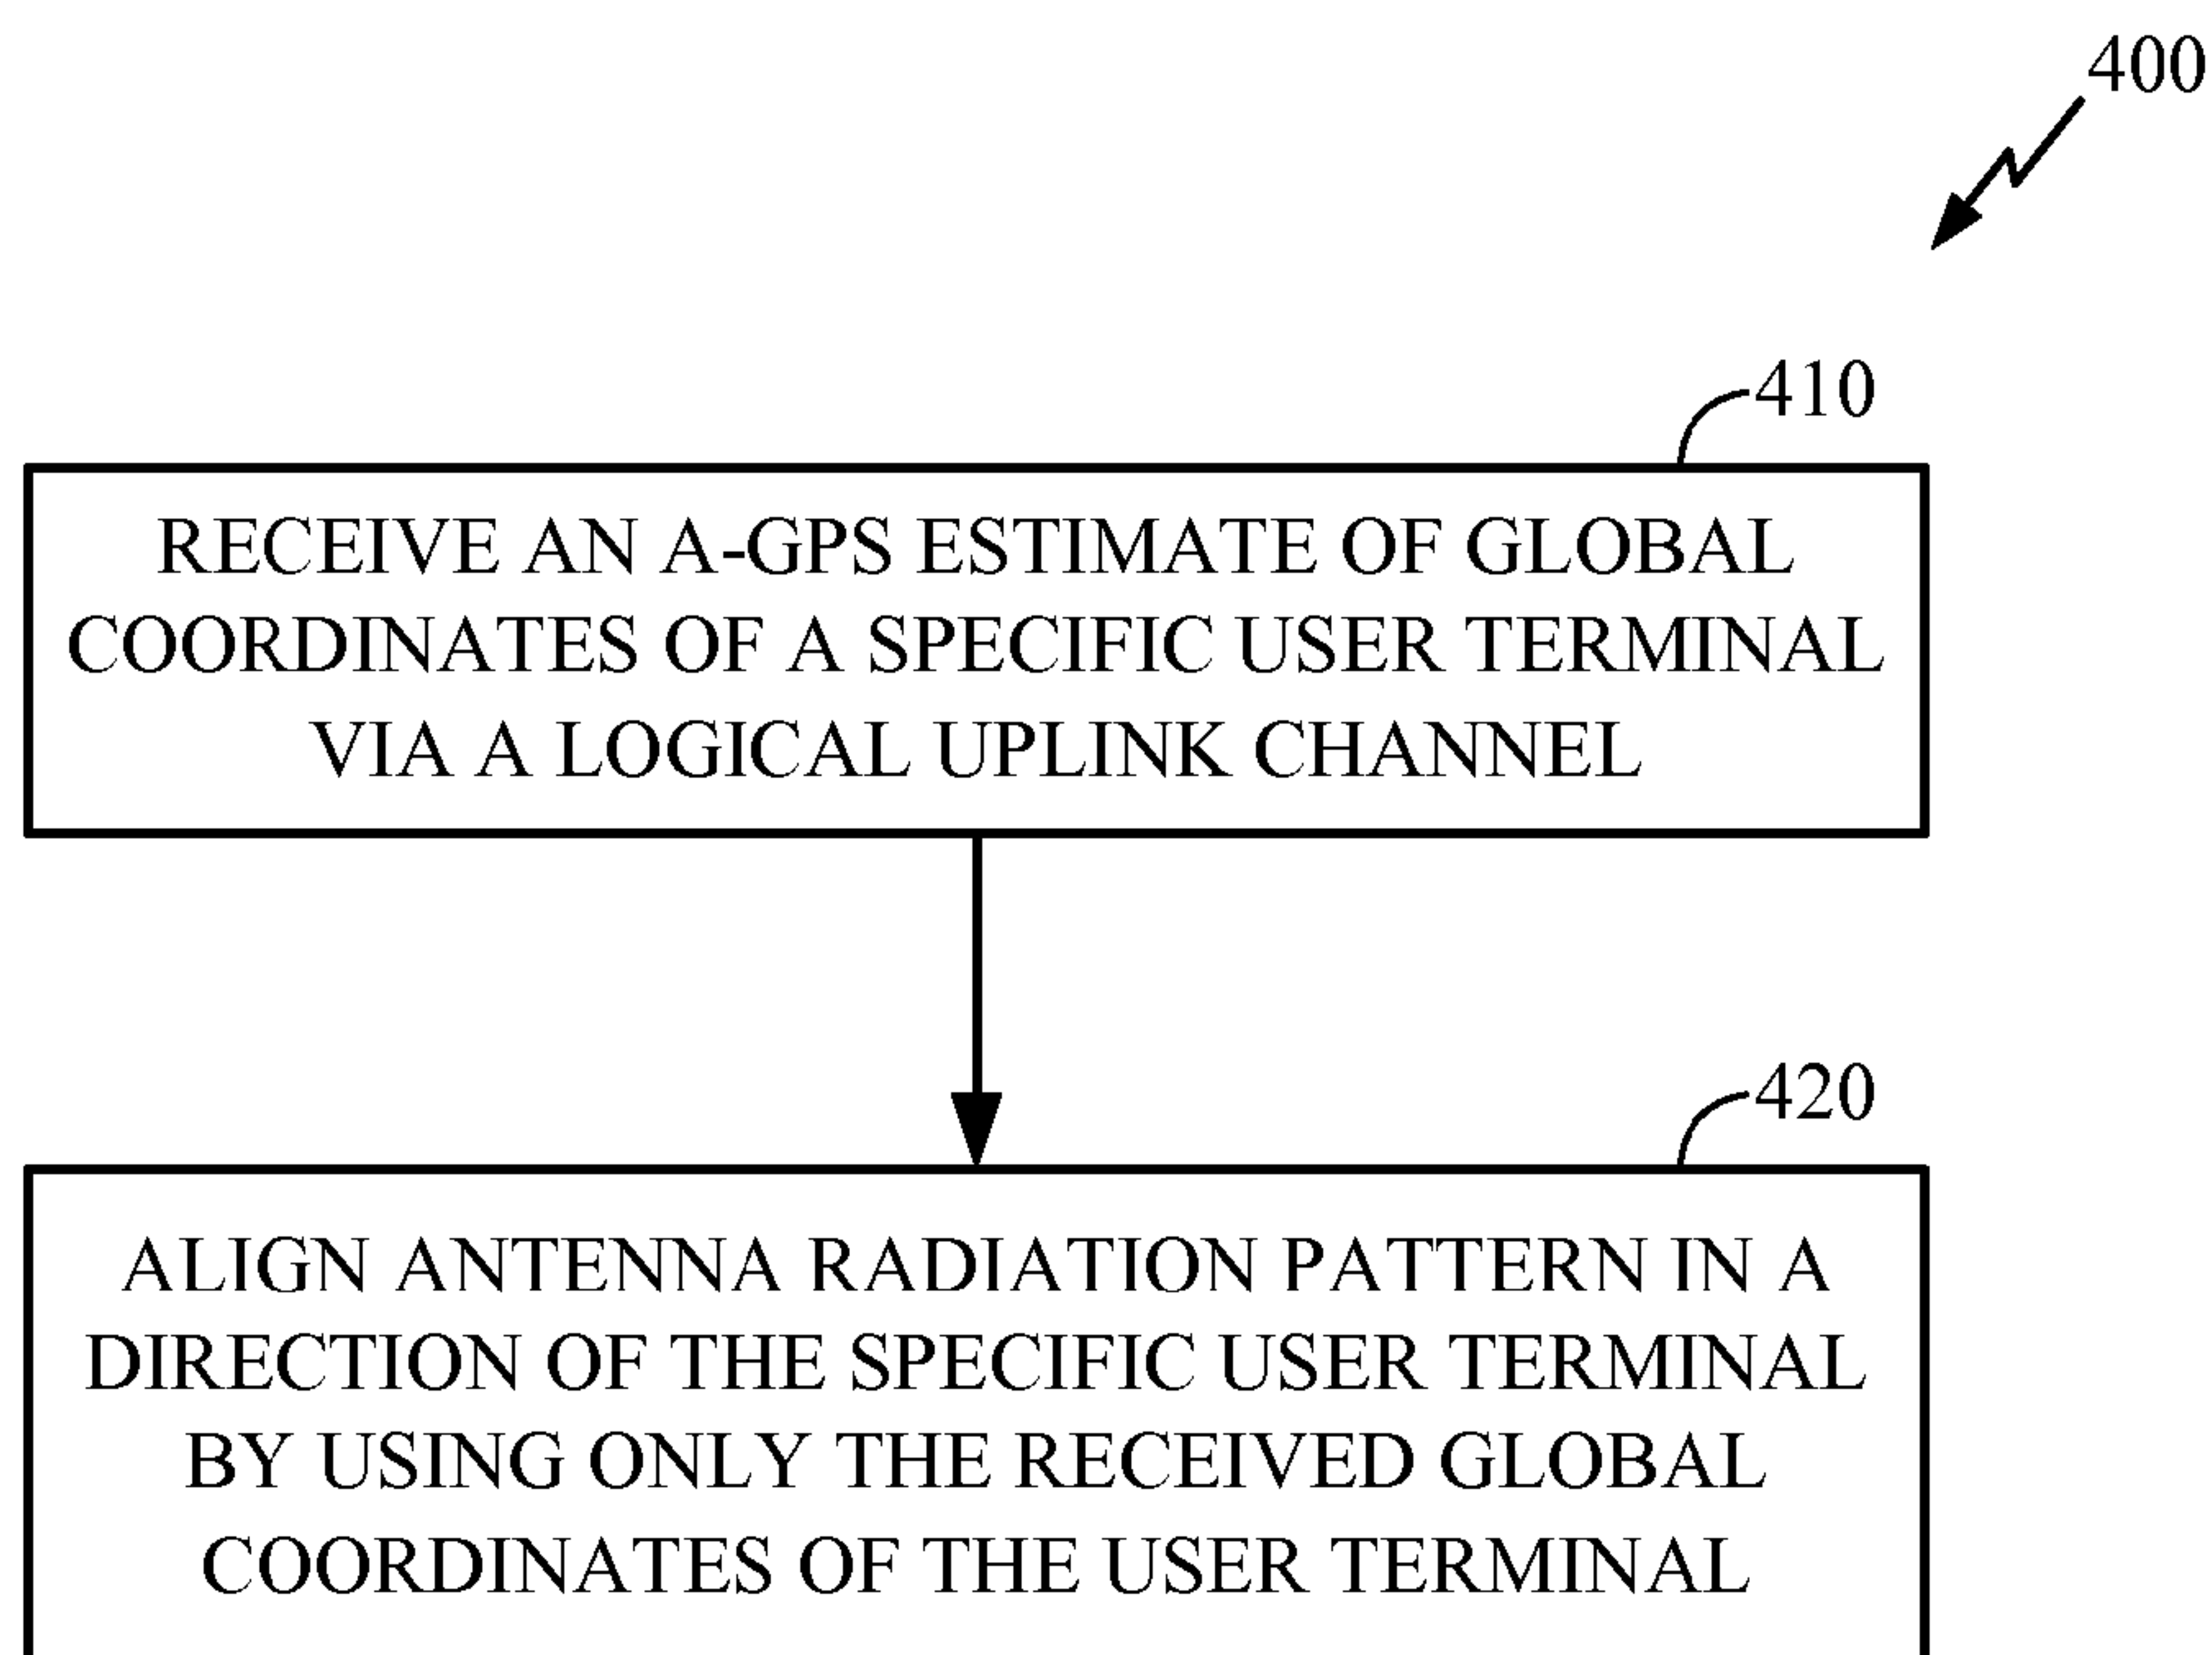 400
410
RECEIVE AN A-GPS ESTIMATE OF GLOBAL
COORDINATES OF A SPECIFIC USER TERMINAL
VIA A LOGICAL UPLINK CHANNEL
420
ALIGN ANTENNA RADIATION PATTERN IN A
DIRECTION OF THE SPECIFIC USER TERMINAL
BY USING ONLY THE RECEIVED GLOBAL
COORDINATES OF THE USER TERMINAL